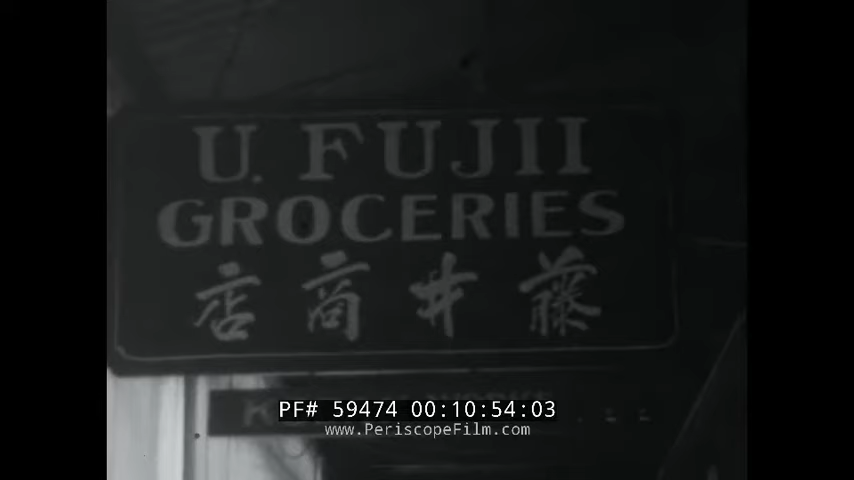 U. FUJII
GROCERIES
店商井藤
PF# 59474 00:10:54:03
www.PeriscopeFilm.com